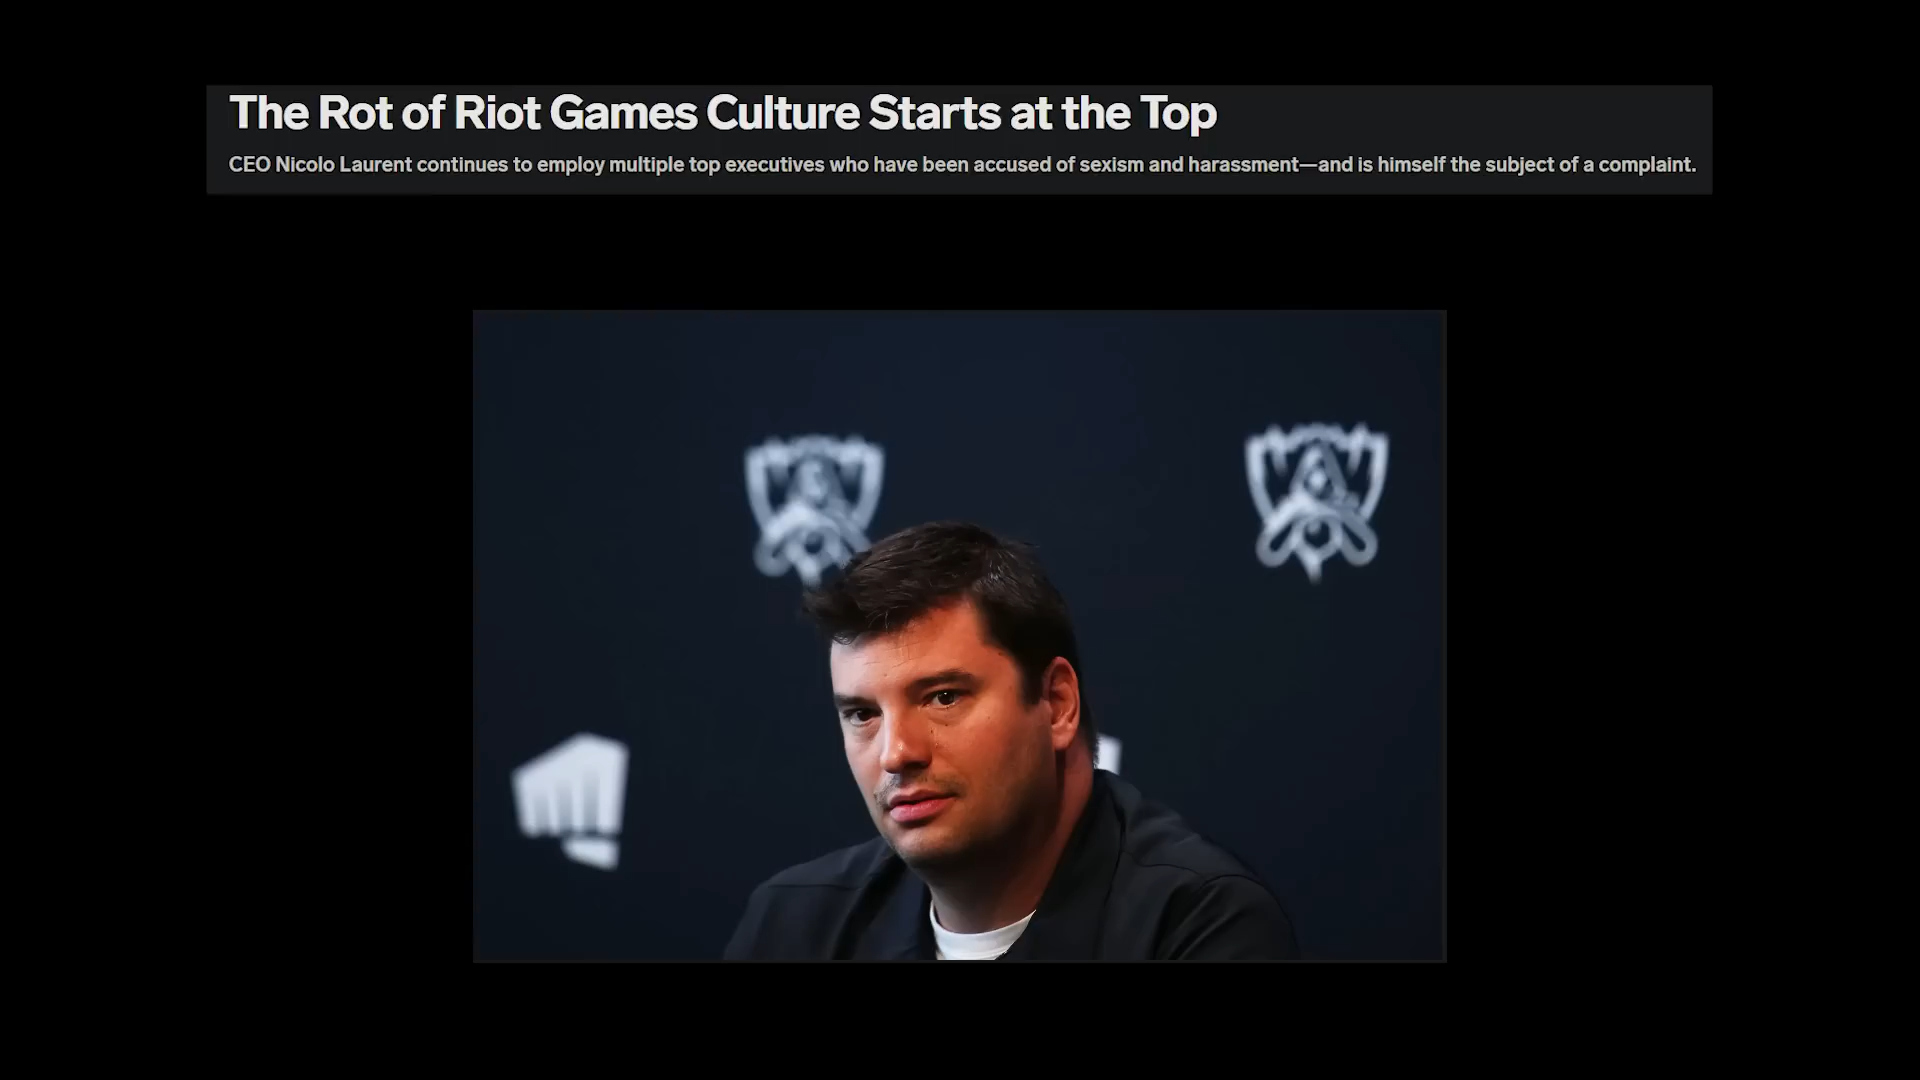 The Rot of Riot Games Culture Starts at the Top
CEO Nicolo Laurent continues to employ multiple top executives who have been accused of sexism and harassment—and is himself the subject of a complaint.